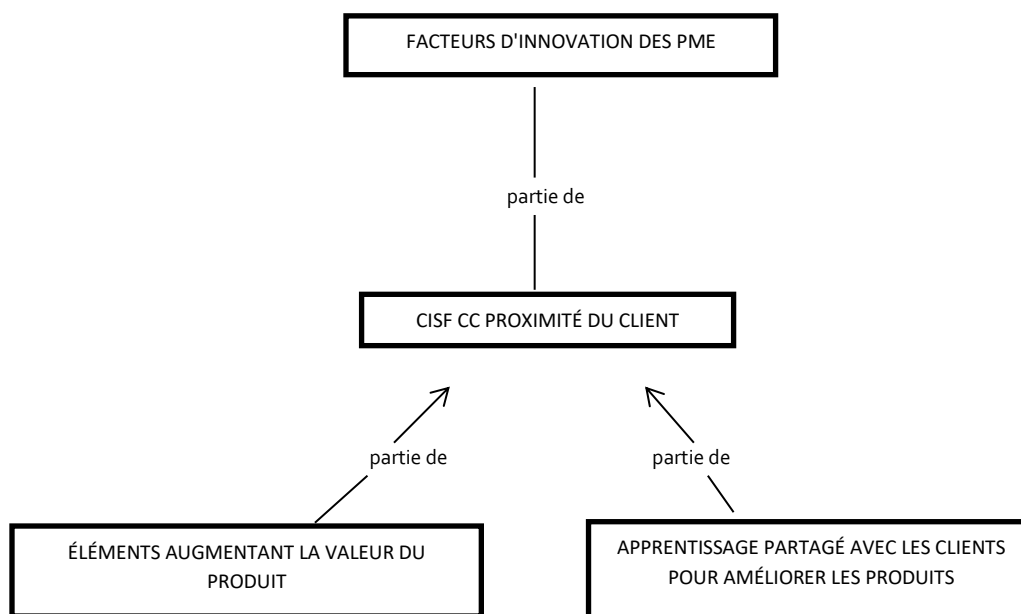 FACTEURS D'INNOVATION DES PME
partie de
CISF CC PROXIMITÉ DU CLIENT
partie de
partie de
ÉLÉMENTS AUGMENTANT LA VALEUR DU
PRODUIT
APPRENTISSAGE PARTAGÉ AVEC LES CLIENTS
POUR AMÉLIORER LES PRODUITS